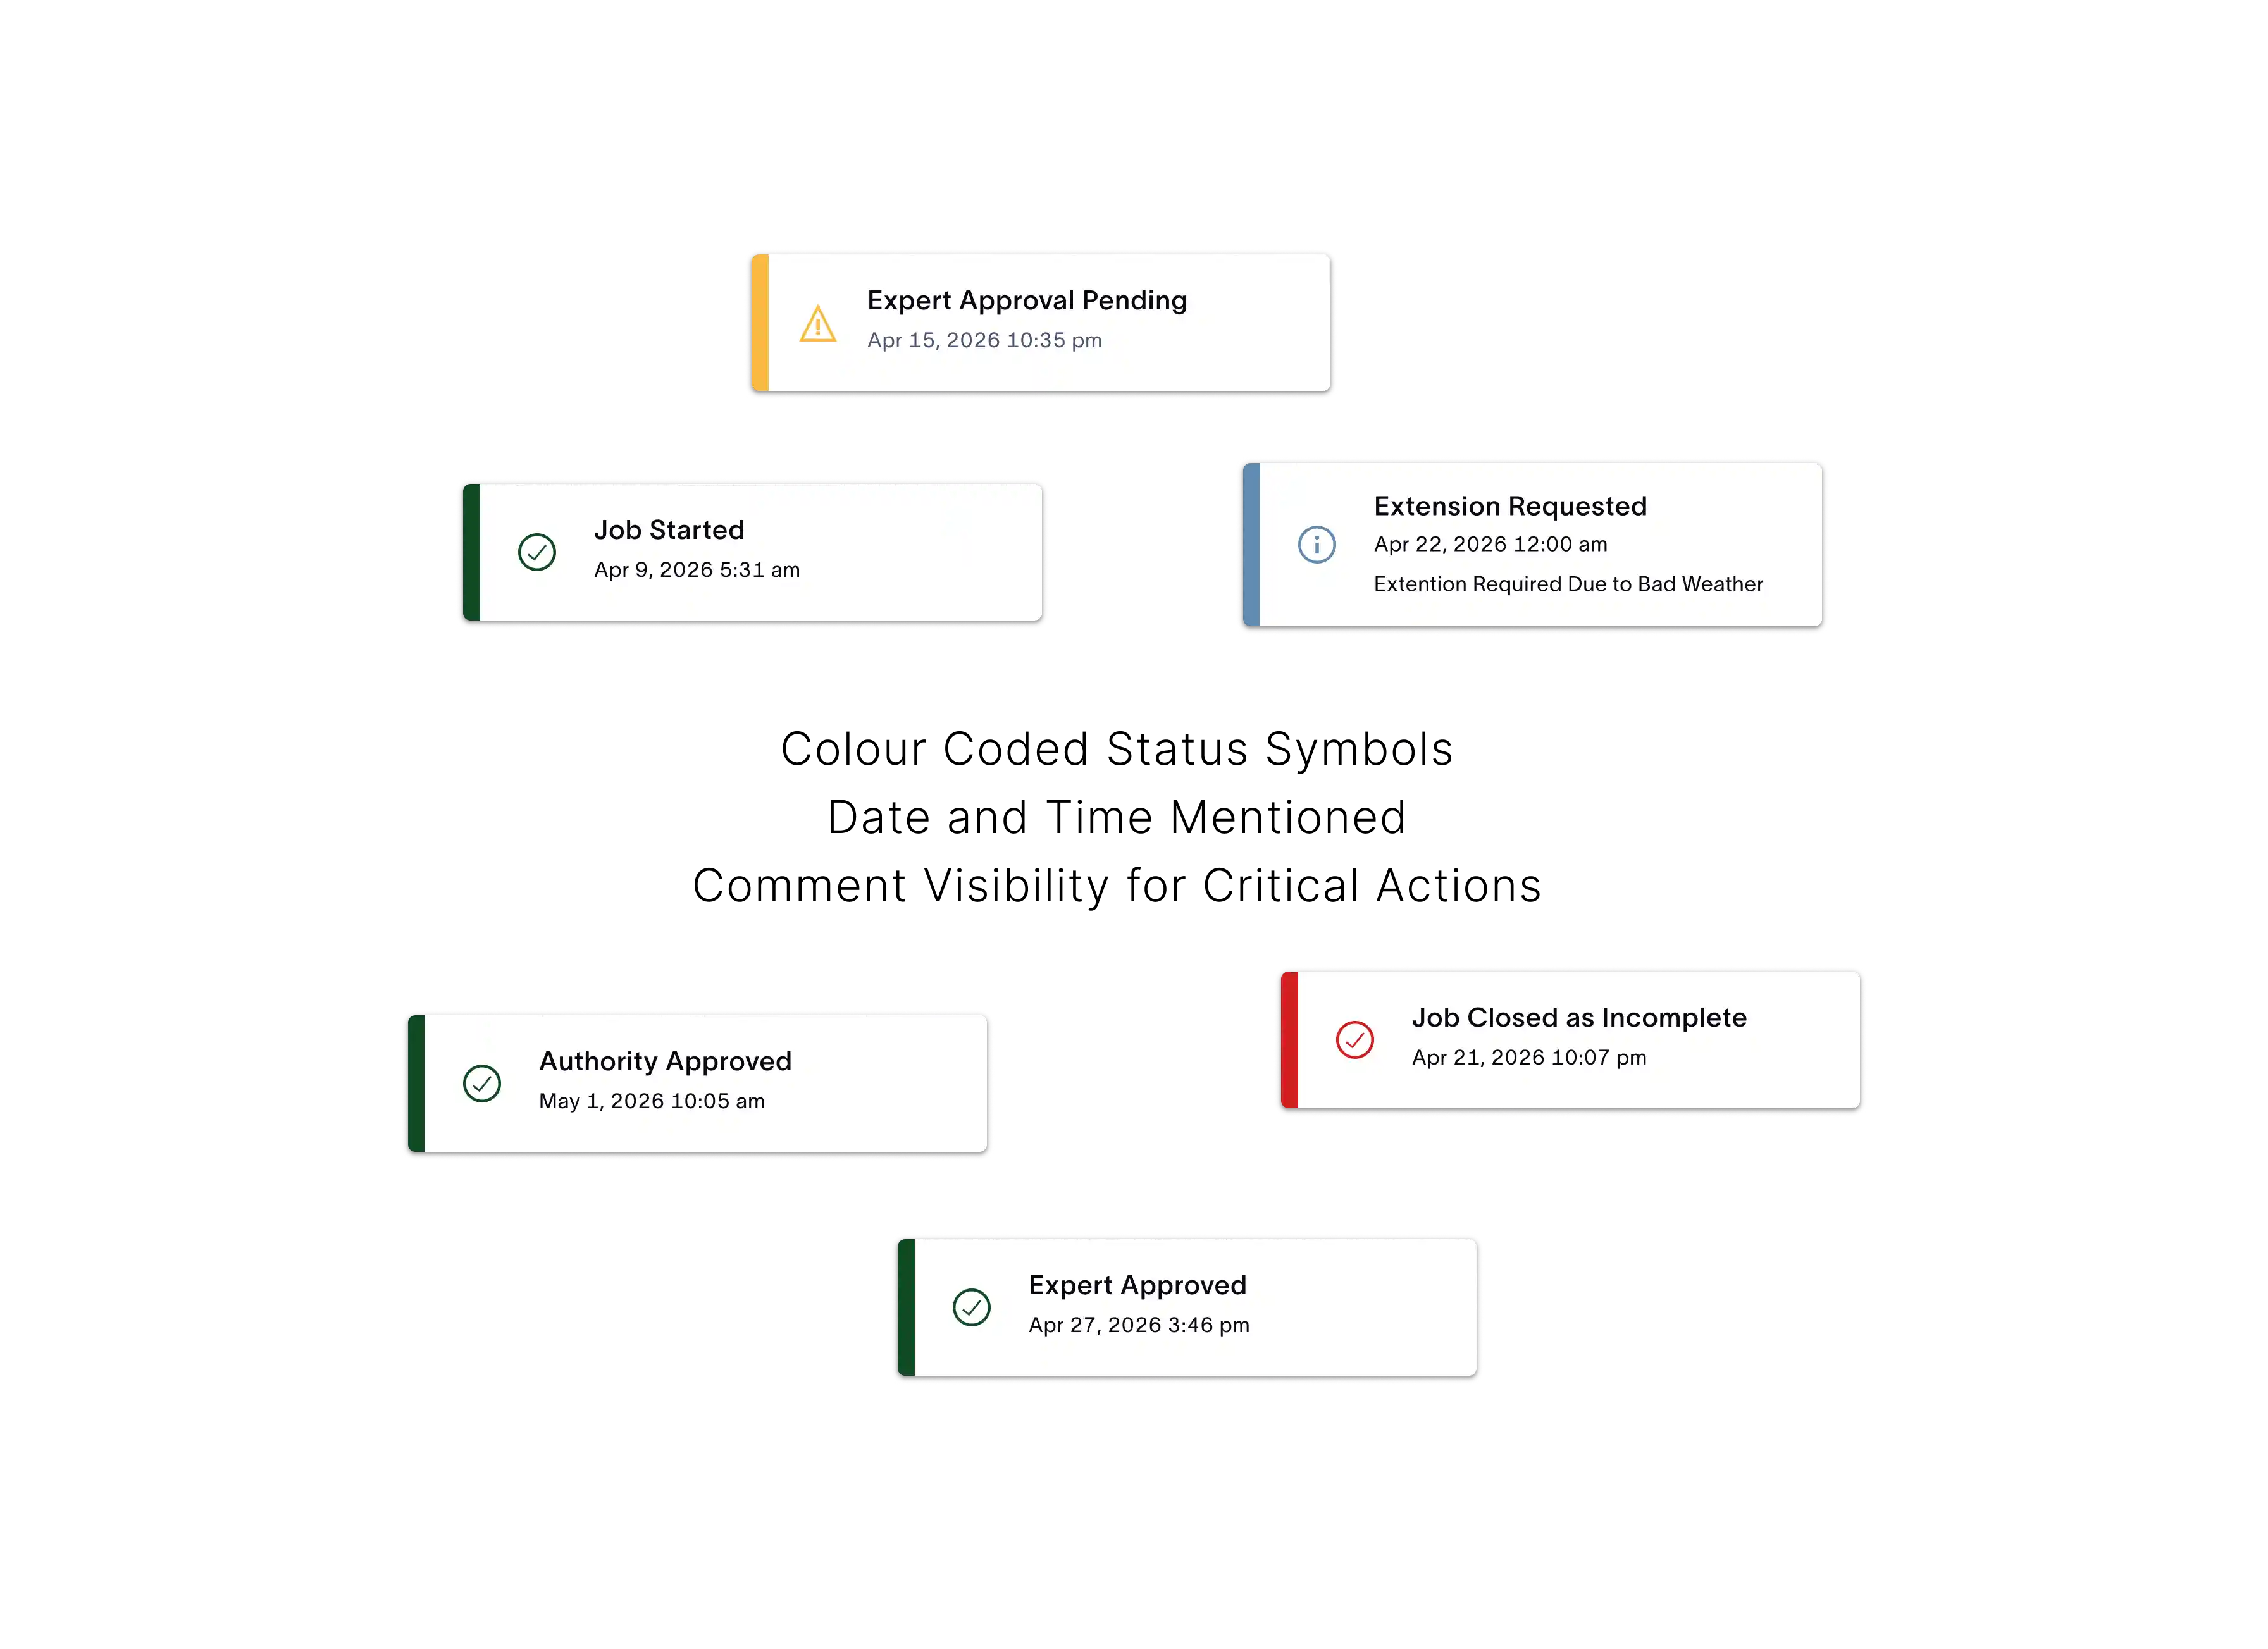 Expert Approval Pending
Apr 15, 2026 10:35 pm
Job Started
Apr 9, 2026 5:31 am
Extension Requested
Apr 22, 2026 12:00 am
Extention Required Due to Bad Weather
Colour Coded Status Symbols
Date and Time Mentioned
Comment Visibility for Critical Actions
Authority Approved
May 1, 2026 10:05 am
Job Closed as Incomplete
Apr 21, 2026 10:07 pm
Expert Approved
Apr 27, 2026 3:46 pm